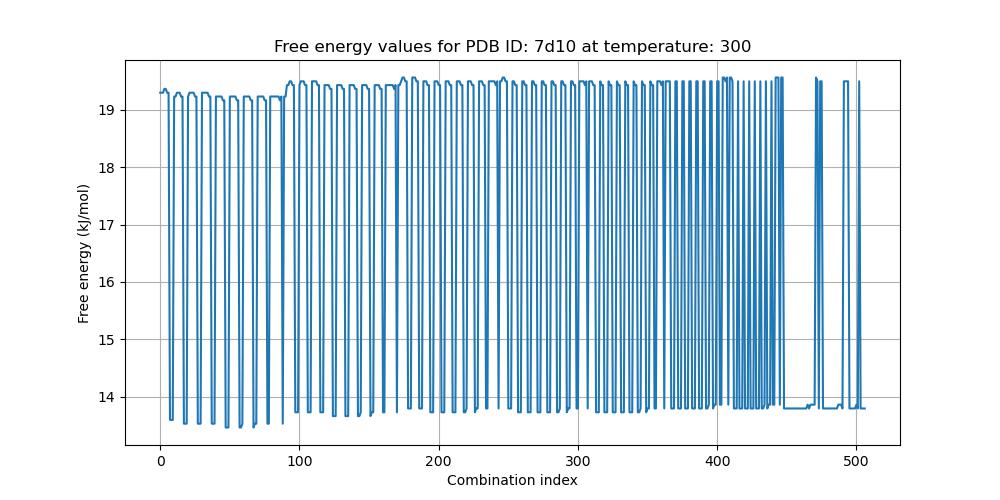 Free energy values for PDB ID: 7d10 at temperature: 300
Free energy (kJ/mol)
19
18
17
16
15
14
0 100 200 300 400 500
Combination index